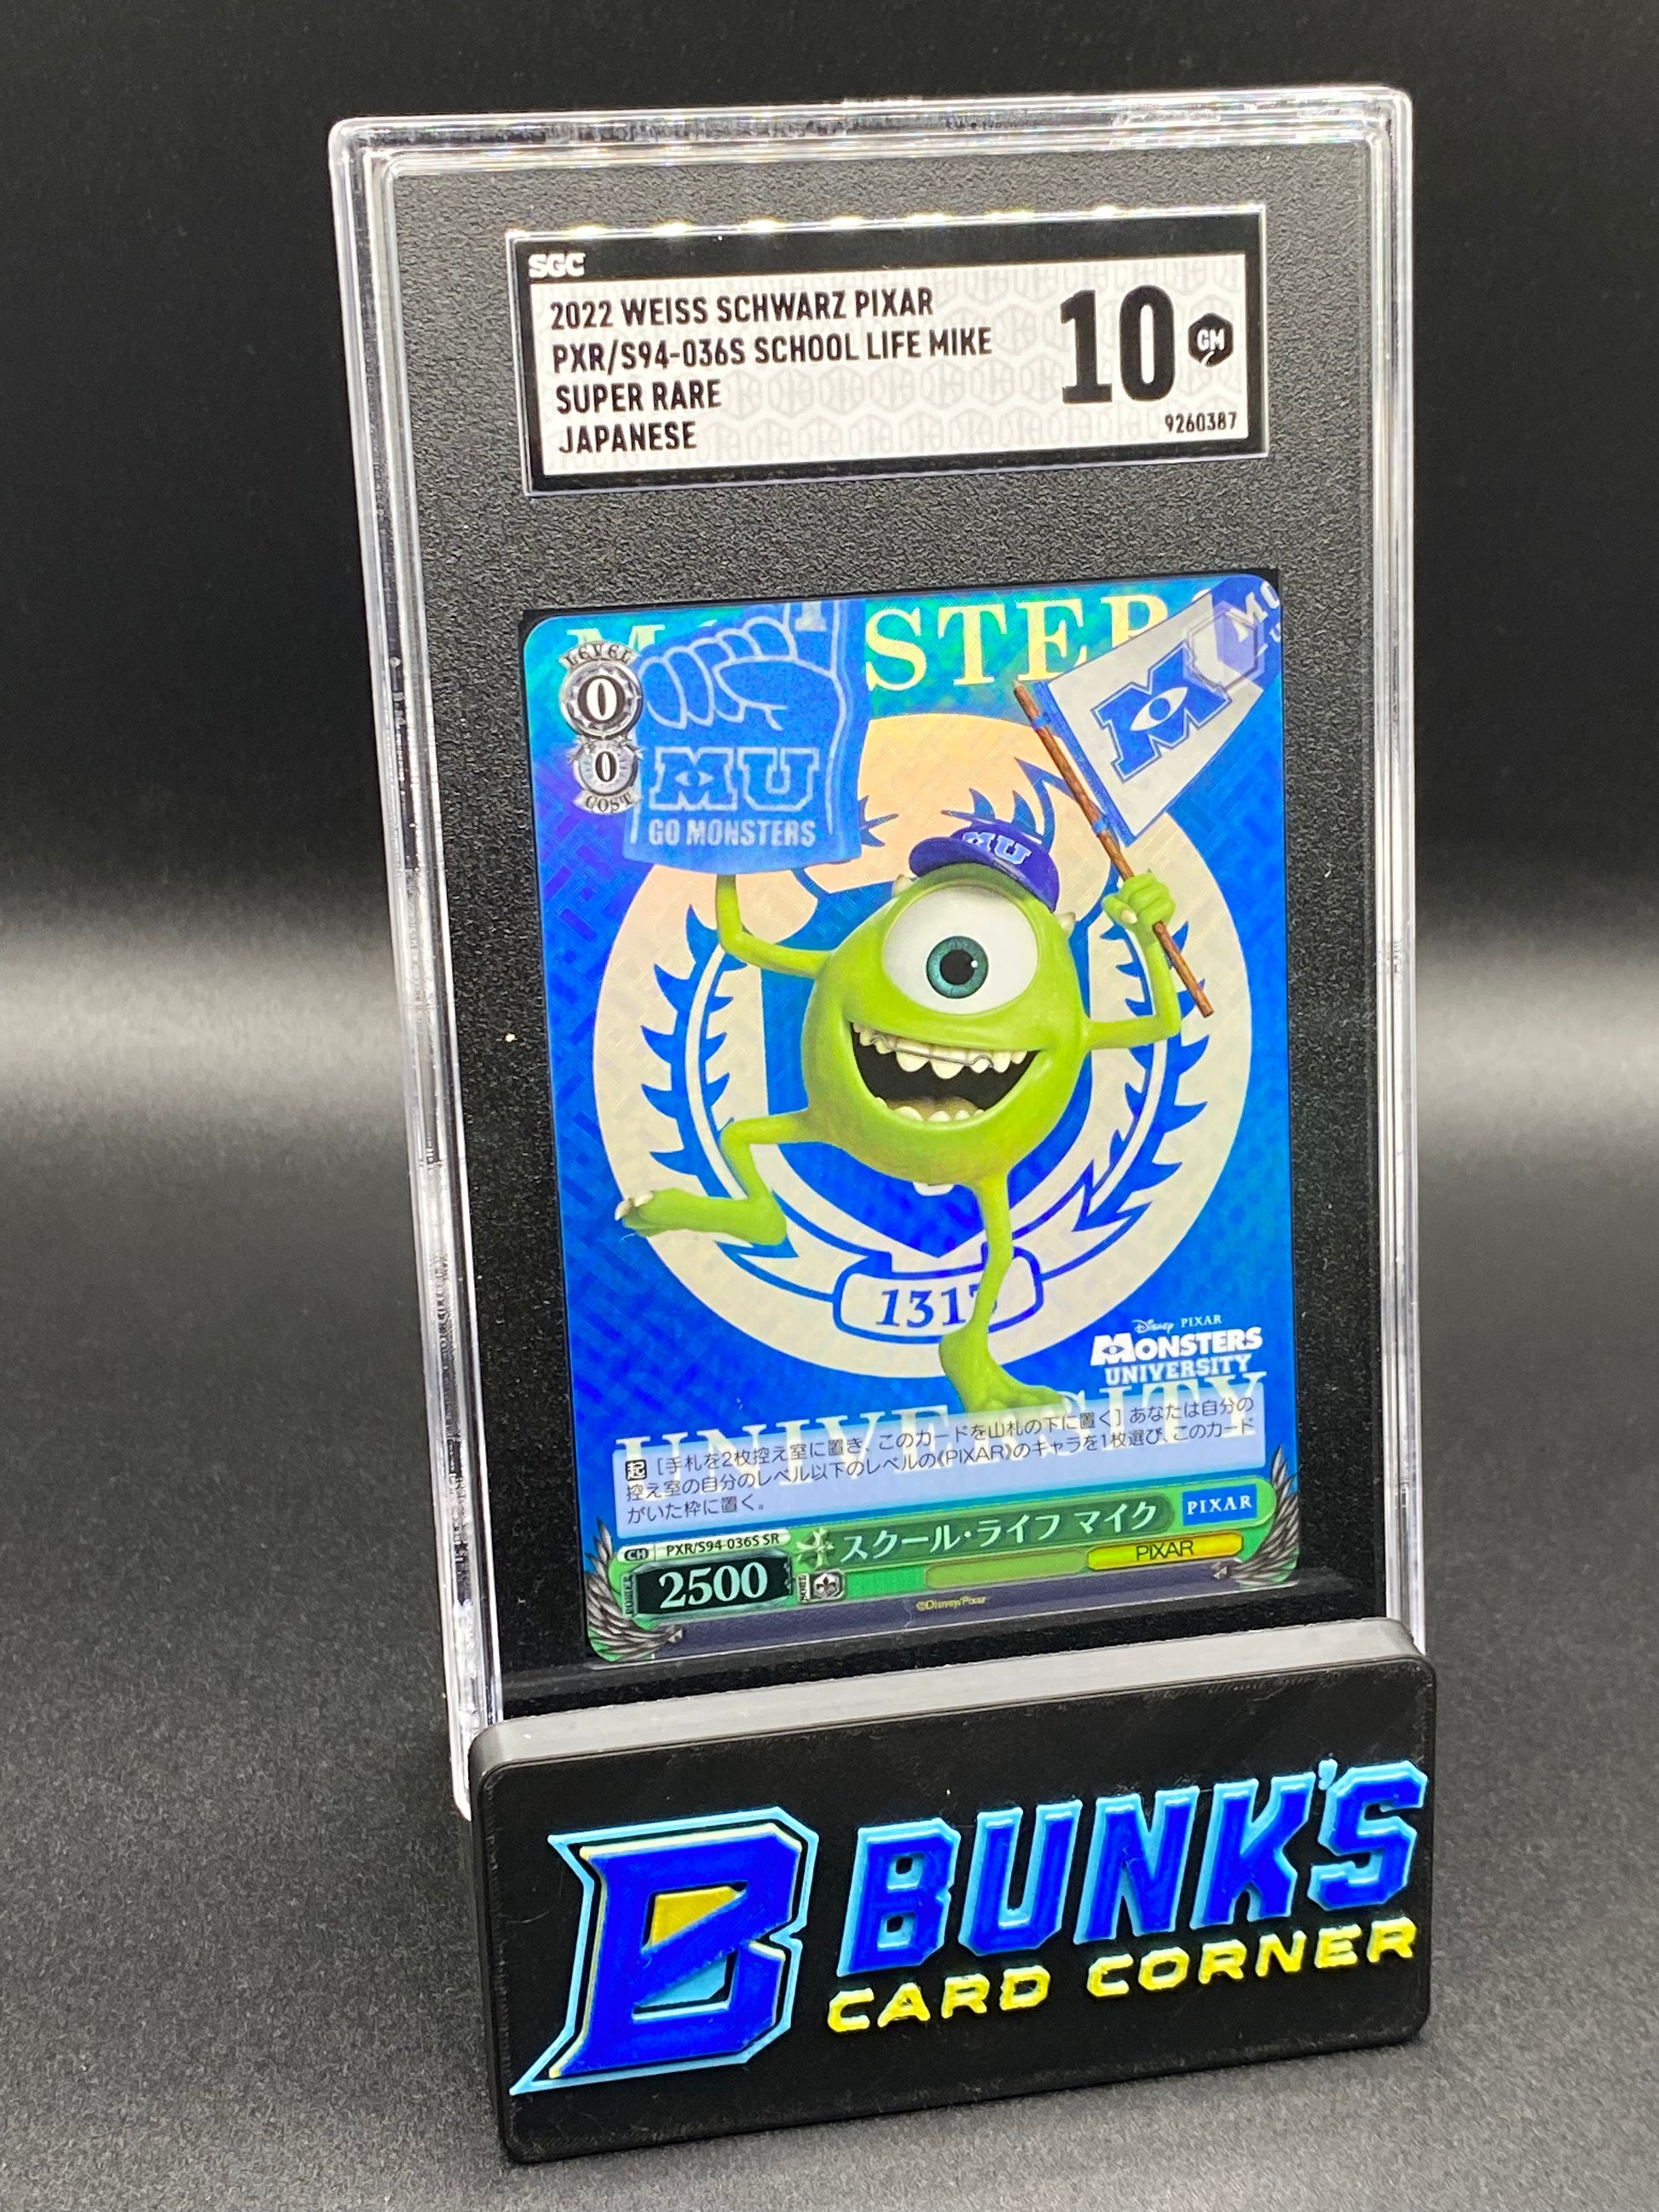 SGC
2022 WEISS SCHWARZ PIXAR
PXR/S94-036S SCHOOL LIFE MIKE
SUPER RARE
JAPANESE
10
GM
9260387
LEVEL
0
0
COST
1
MU
GO MONSTERS
M
MU
Disney PIXAR
MONSTERS
UNIVERSITY
UNIVERSITY
起 [手札を2枚控え室に置き、このカードを山札の下に置く] あなたは自分の
控え室の自分のレベル以下のレベルの《PIXAR》のキャラを1枚選び、このカード
がいた枠に置く。
CH PXR/S94-036S SR
スクール・ライフ マイク
PIXAR
POWER
2500
PIXAR
©Disney/Pixar
B
BUNK'S
CARD CORNER